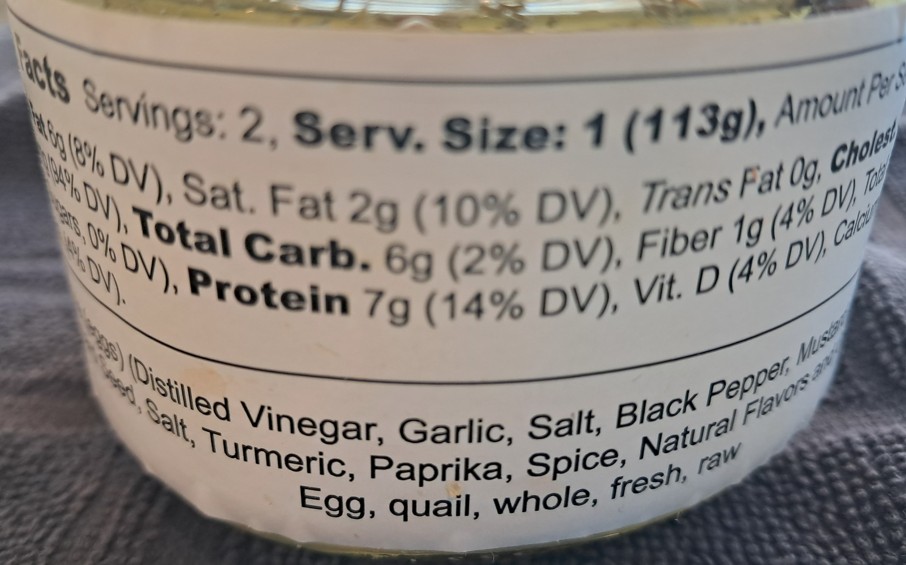 Facts Servings: 2, Serv. Size: 1 (113g), Amount Per
Fat 6g (8% DV), Sat. Fat 2g (10% DV), Trans Fat 0g, Cholest
(94% DV), Total Carb. 6g (2% DV), Fiber 1g (4% DV), Total
0% DV), Protein 7g (14% DV), Vit. D (4% DV), Calcium
DV).
(Distilled Vinegar, Garlic, Salt, Black Pepper, Mustard
Seed, Salt, Turmeric, Paprika, Spice, Natural Flavors and
Egg, quail, whole, fresh, raw